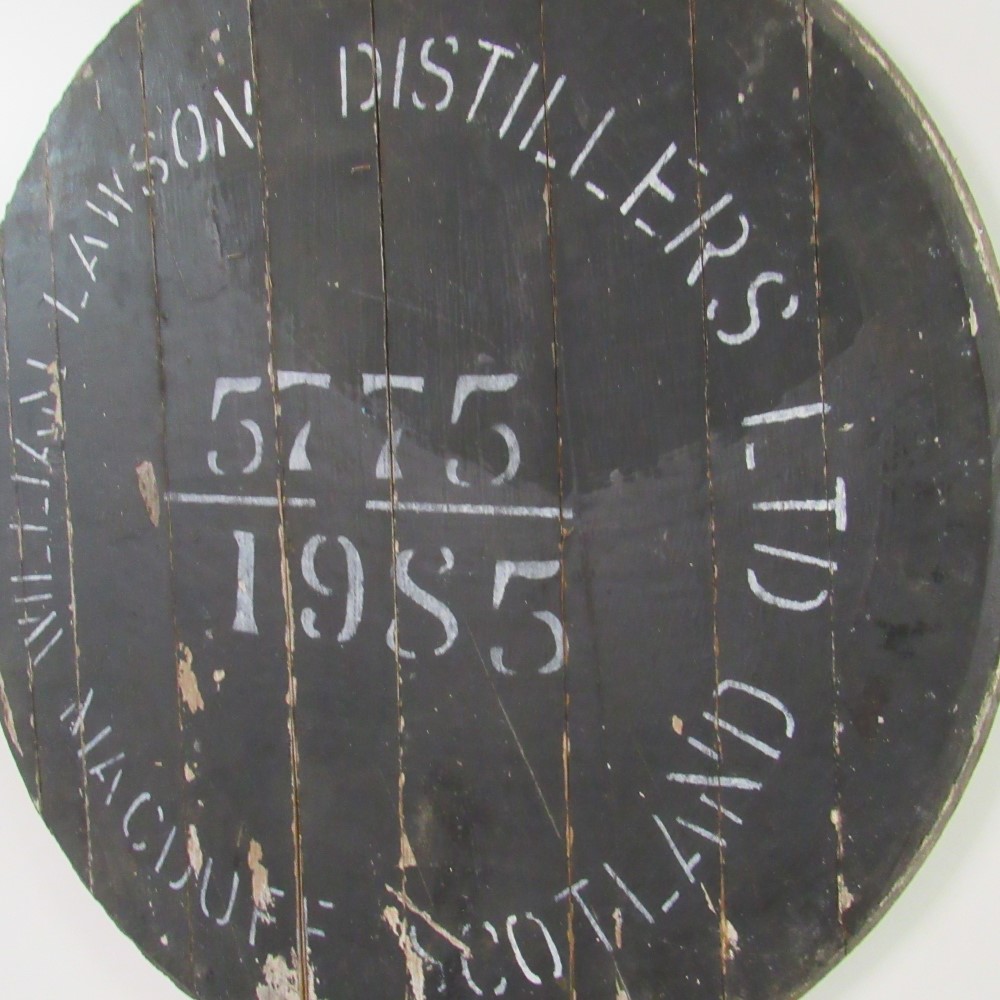 WILLIAM LAWSON DISTILLERS LTD
5775
1985
MACDUFF SCOTLAND